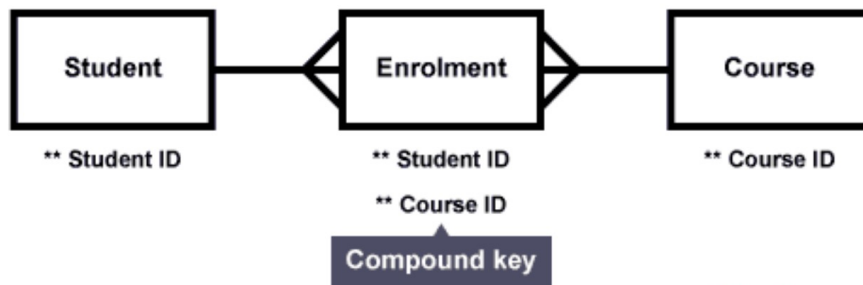 Student
Enrolment
Course
** Student ID
** Student ID
** Course ID
** Course ID
Compound key